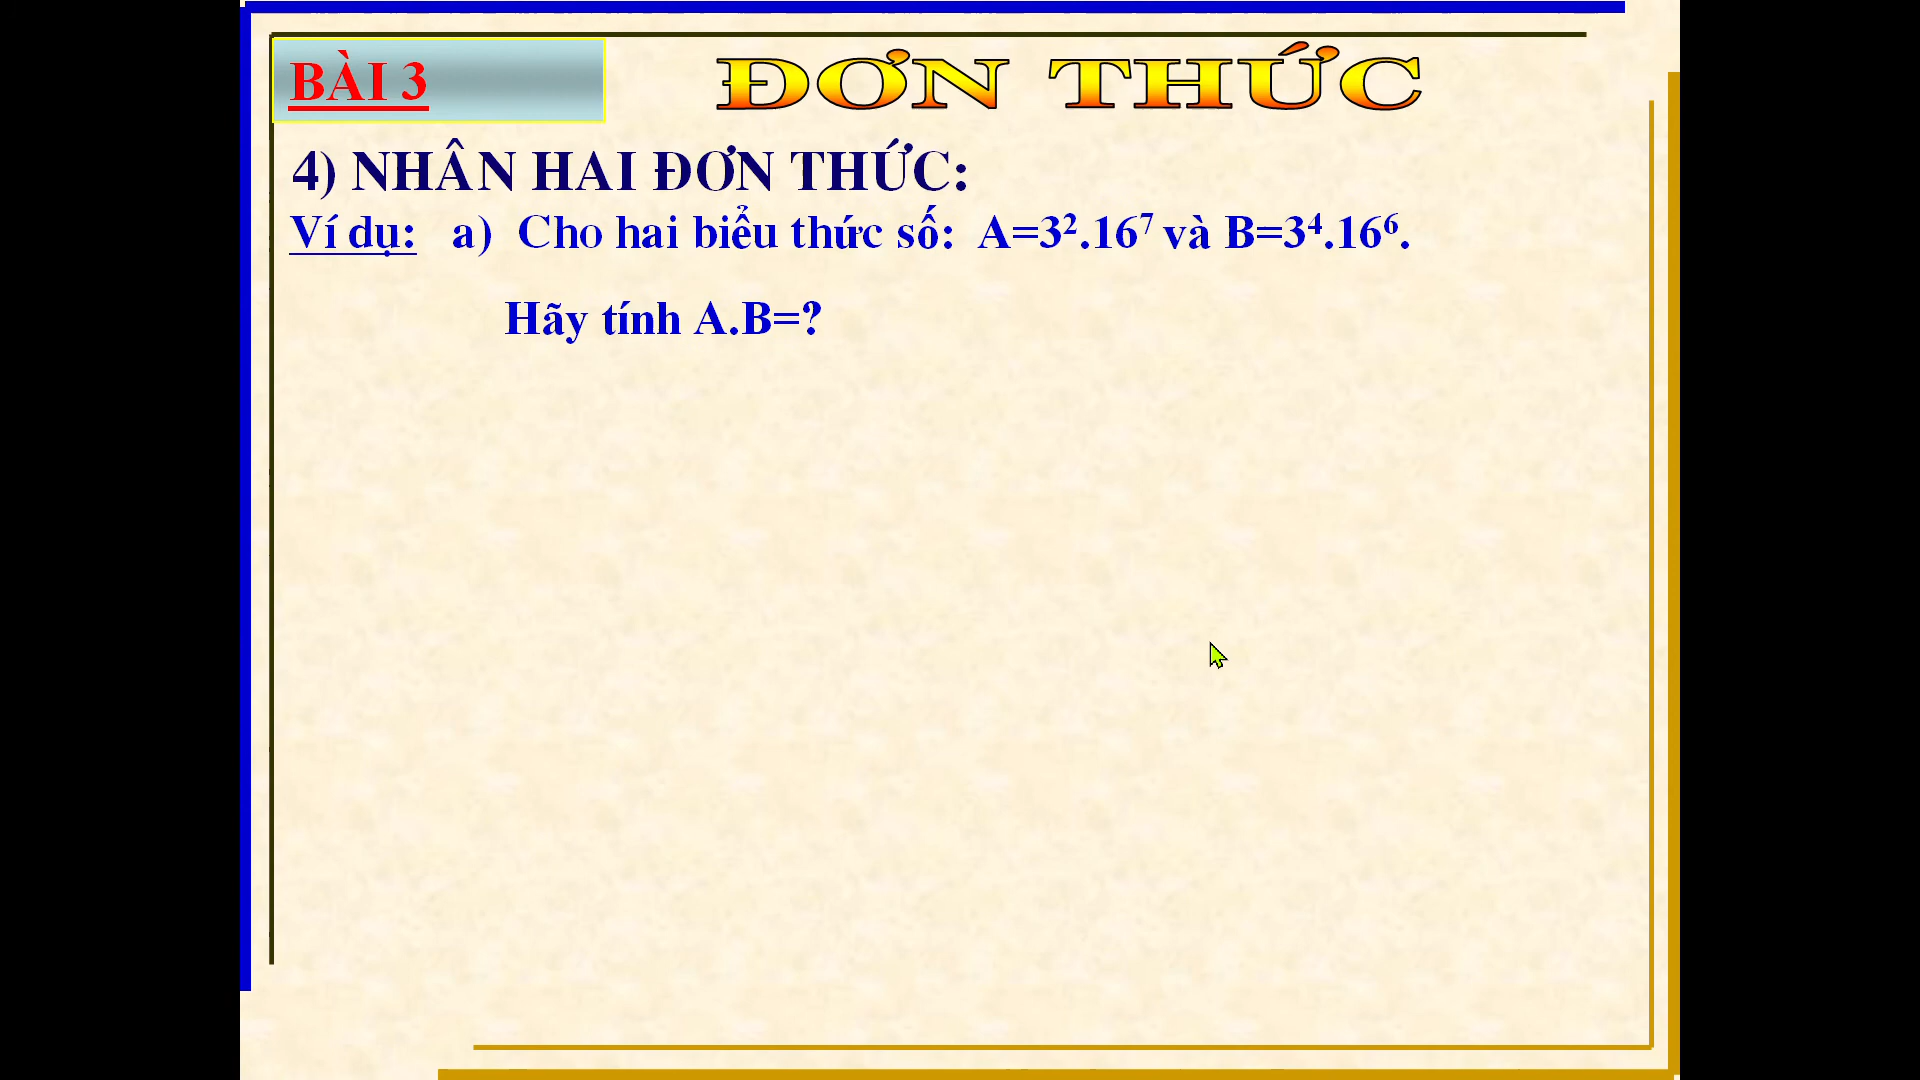 BÀI 3
ĐƠN THỨC
4) NHÂN HAI ĐƠN THỨC:
Ví dụ: a) Cho hai biểu thức số: A=3².16⁷ và B=3⁴.16⁶.
Hãy tính A.B=?